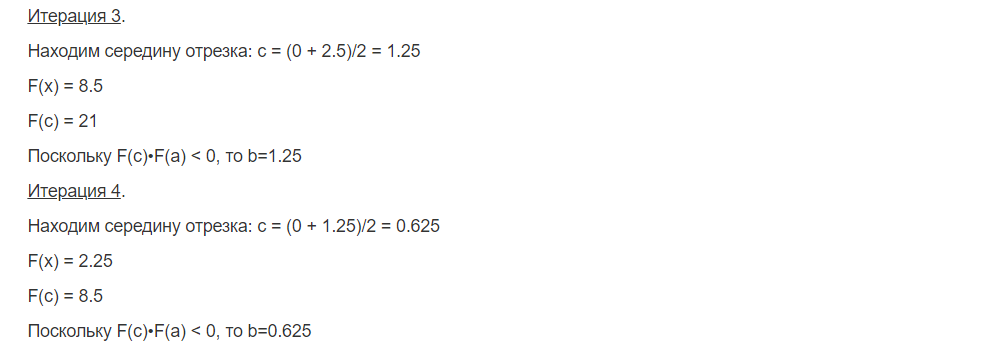 Итерация 3.
Находим середину отрезка: c = (0 + 2.5)/2 = 1.25
F(x) = 8.5
F(c) = 21
Поскольку F(c)•F(a) < 0, то b=1.25
Итерация 4.
Находим середину отрезка: c = (0 + 1.25)/2 = 0.625
F(x) = 2.25
F(c) = 8.5
Поскольку F(c)•F(a) < 0, то b=0.625